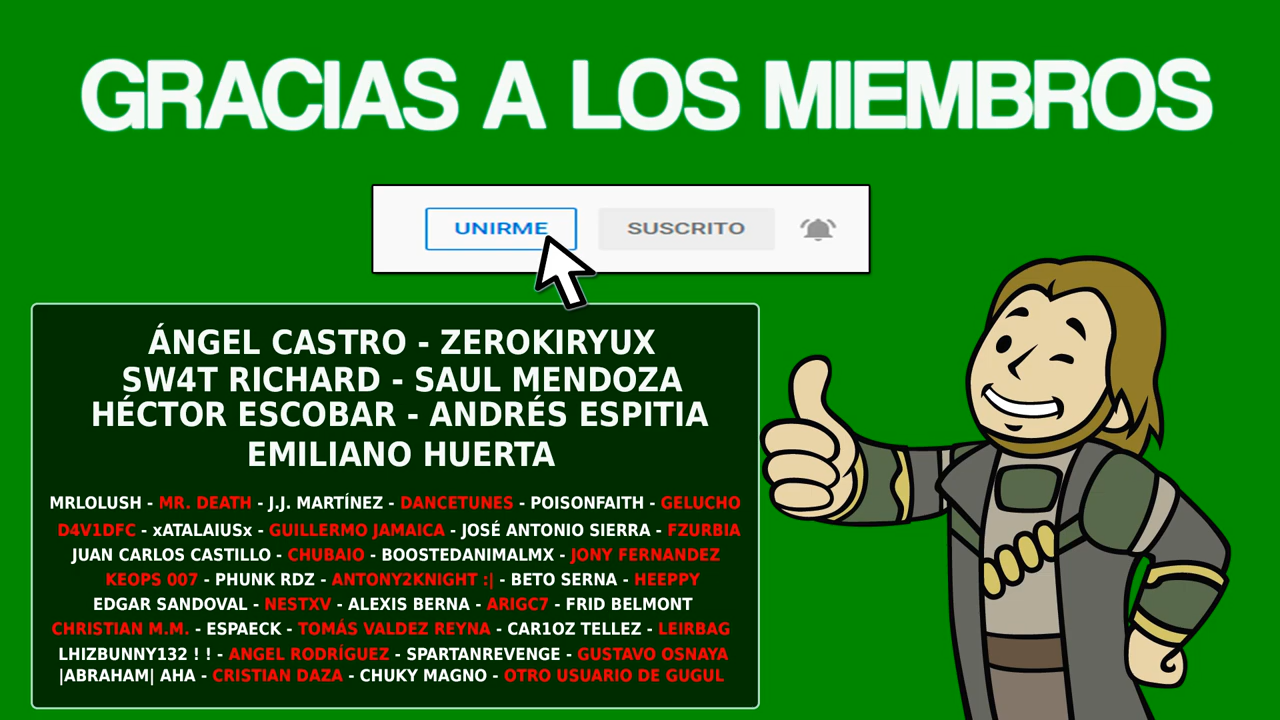 GRACIAS A LOS MIEMBROS
UNIRME SUSCRITO
ÁNGEL CASTRO - ZEROKIRYUX
SW4T RICHARD - SAUL MENDOZA
HÉCTOR ESCOBAR - ANDRÉS ESPITIA
EMILIANO HUERTA
MRLOLUSH - MR. DEATH - J.J. MARTÍNEZ - DANCETUNES - POISONFAITH - GELUCHO
D4V1DFC - xATALAIUSx - GUILLERMO JAMAICA - JOSÉ ANTONIO SIERRA - FZURBIA
JUAN CARLOS CASTILLO - CHUBAIO - BOOSTEDANIMALMX - JONY FERNANDEZ
KEOPS 007 - PHUNK RDZ - ANTONY2KNIGHT :| - BETO SERNA - HEEPPY
EDGAR SANDOVAL - NESTXV - ALEXIS BERNA - ARIGC7 - FRID BELMONT
CHRISTIAN M.M. - ESPAECK - TOMÁS VALDEZ REYNA - CAR1OZ TELLEZ - LEIRBAG
LHIZBUNNY132 ! ! - ANGEL RODRÍGUEZ - SPARTANREVENGE - GUSTAVO OSNAYA
|ABRAHAM| AHA - CRISTIAN DAZA - CHUKY MAGNO - OTRO USUARIO DE GUGUL